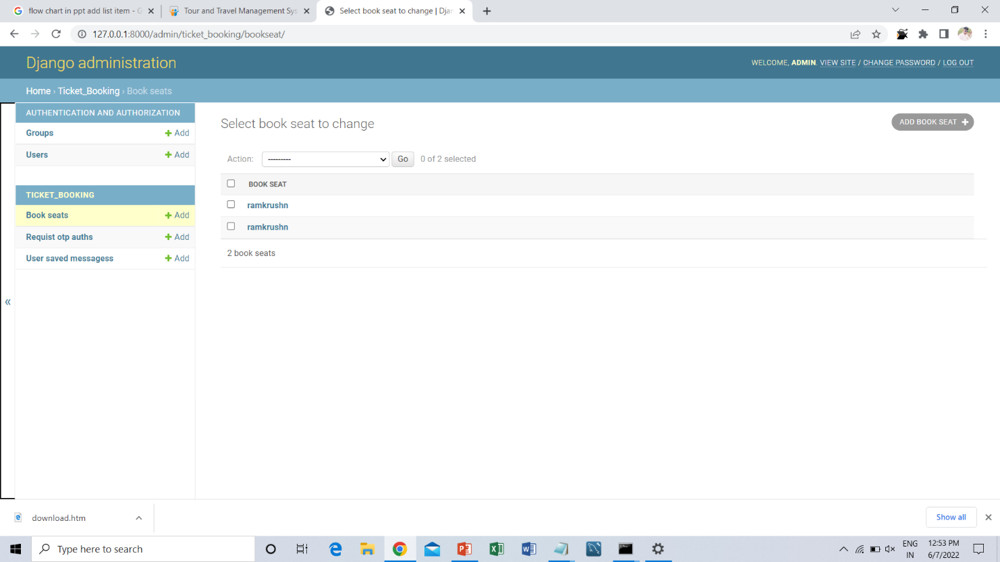 flow chart in ppt add list item - G
Tour and Travel Management Sys
Select book seat to change | Djan
127.0.0.1:8000/admin/ticket_booking/bookseat/
Django administration
WELCOME, ADMIN. VIEW SITE / CHANGE PASSWORD / LOG OUT
Home › Ticket_Booking › Book seats
AUTHENTICATION AND AUTHORIZATION
Groups + Add
Users + Add
TICKET_BOOKING
Book seats + Add
Requist otp auths + Add
User saved messagess + Add
«
Select book seat to change
ADD BOOK SEAT +
Action: --------- Go 0 of 2 selected
BOOK SEAT
ramkrushn
ramkrushn
2 book seats
download.htm
Show all
Type here to search
ENG
IN
12:53 PM
6/7/2022